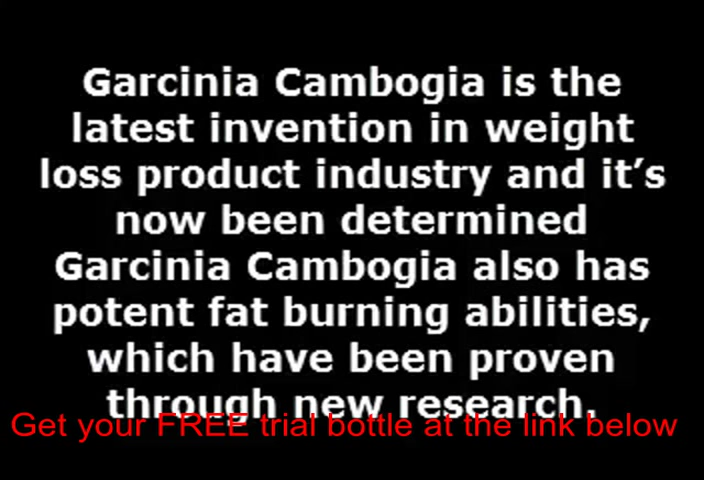 Garcinia Cambogia is the
latest invention in weight
loss product industry and it’s
now been determined
Garcinia Cambogia also has
potent fat burning abilities,
which have been proven
through new research.
Get your FREE trial bottle at the link below